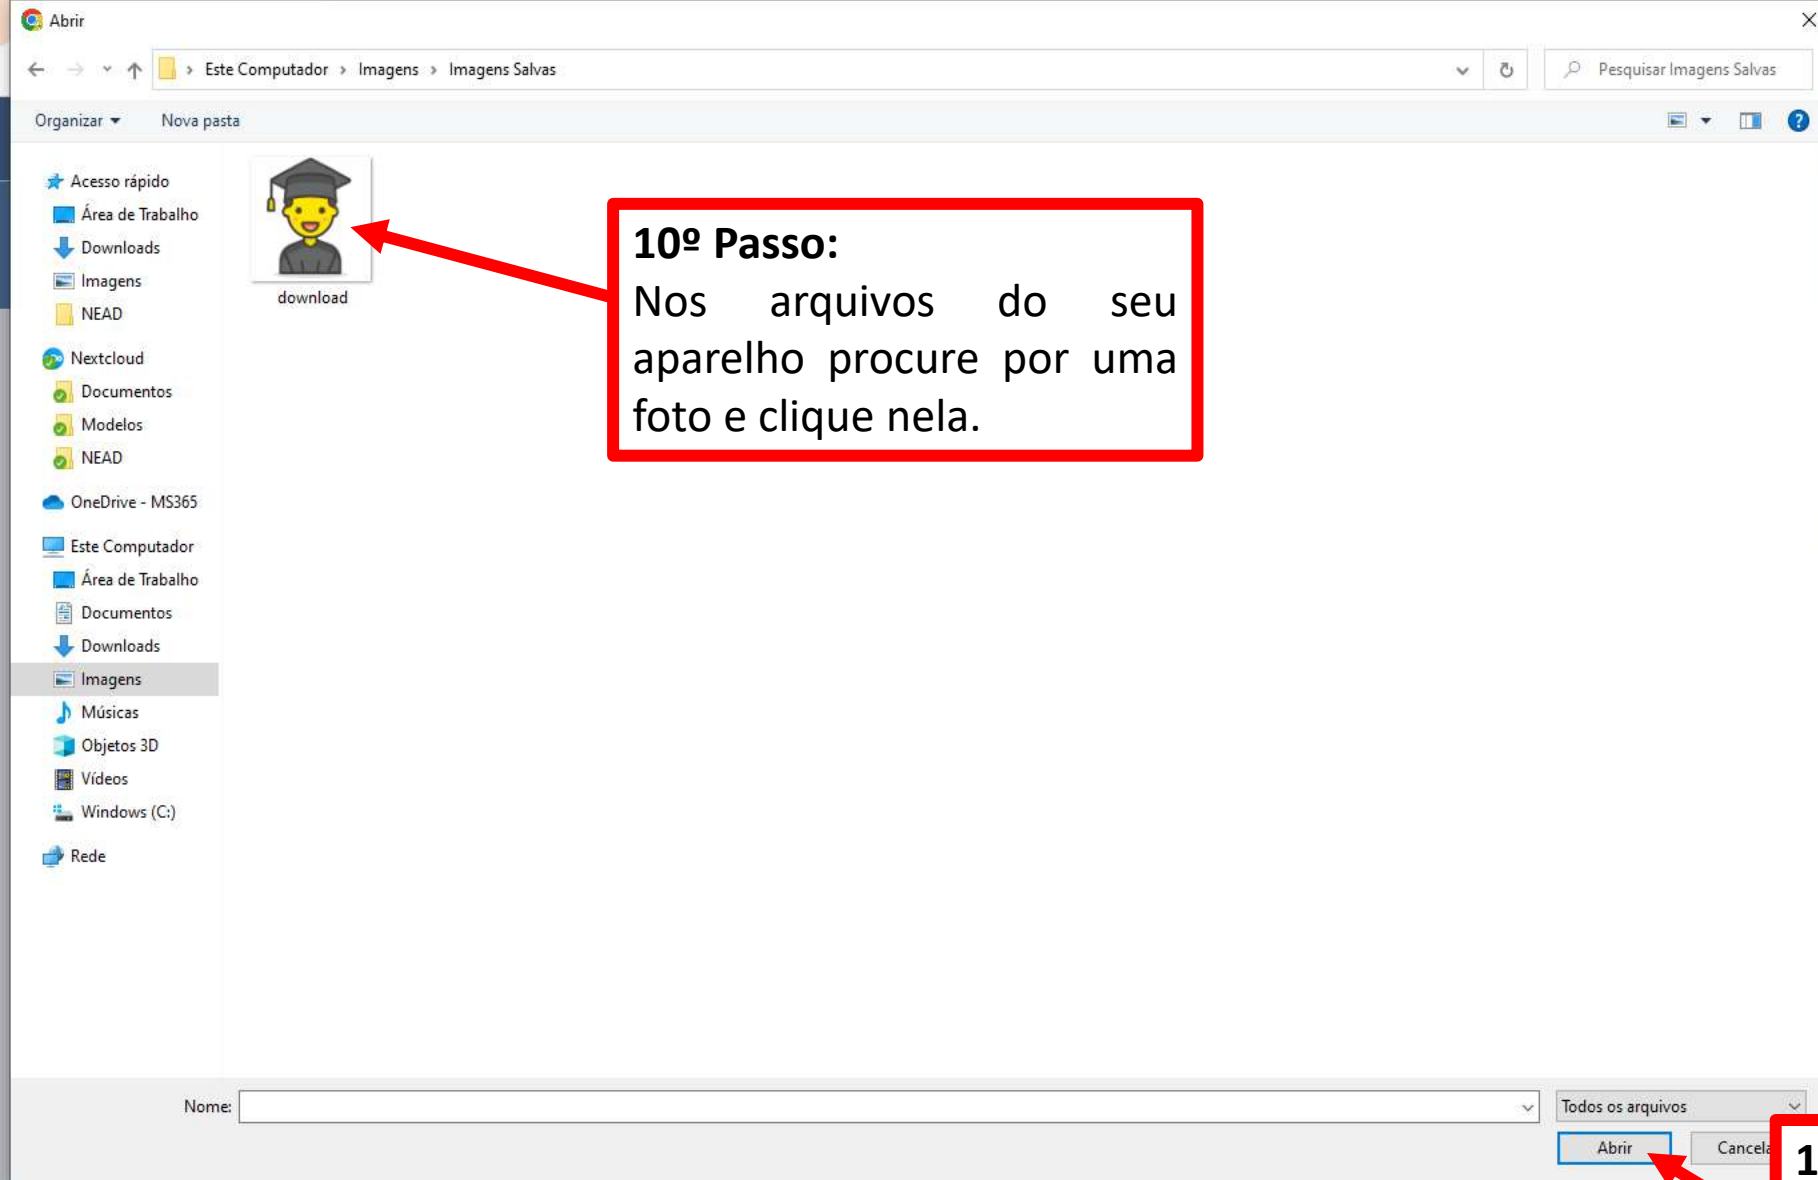 Abrir
Este Computador > Imagens > Imagens Salvas
Pesquisar Imagens Salvas
Organizar
Nova pasta
Acesso rápido
Área de Trabalho
Downloads
Imagens
NEAD
Nextcloud
Documentos
Modelos
NEAD
OneDrive - MS365
Este Computador
Área de Trabalho
Documentos
Downloads
Imagens
Músicas
Objetos 3D
Vídeos
Windows (C:)
Rede
download
10º Passo:
Nos arquivos do seu
aparelho procure por uma
foto e clique nela.
Nome:
Todos os arquivos
Abrir
Cancela
1